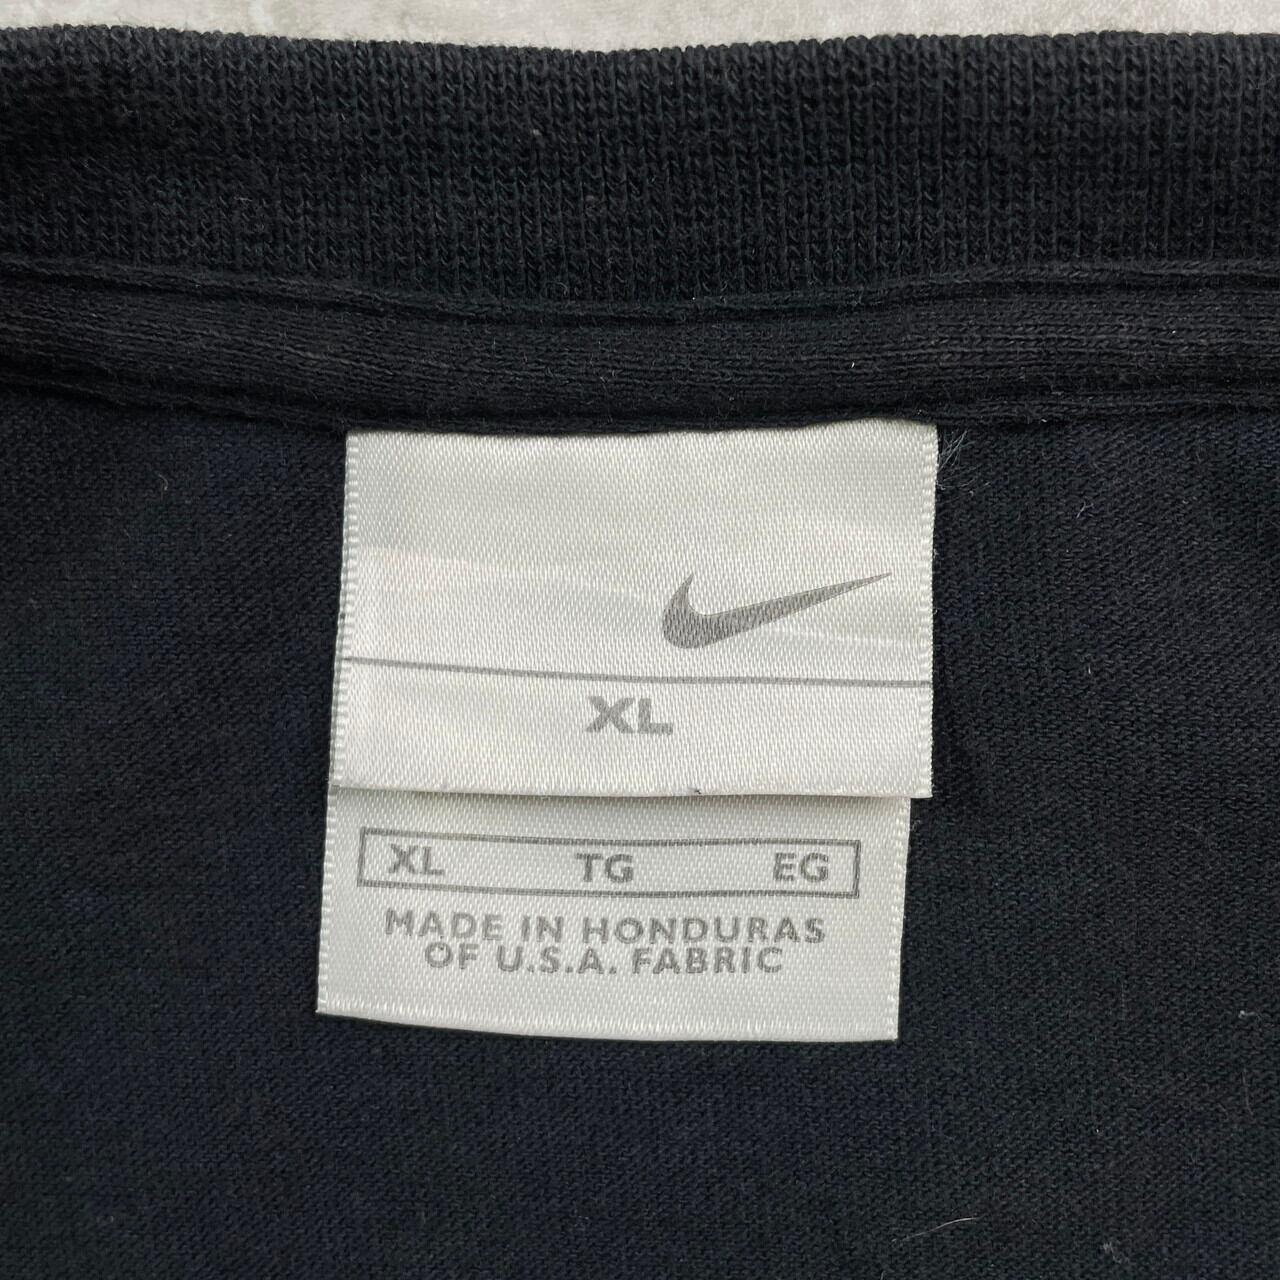 XL
XL TG EG
MADE IN HONDURAS
OF U.S.A. FABRIC